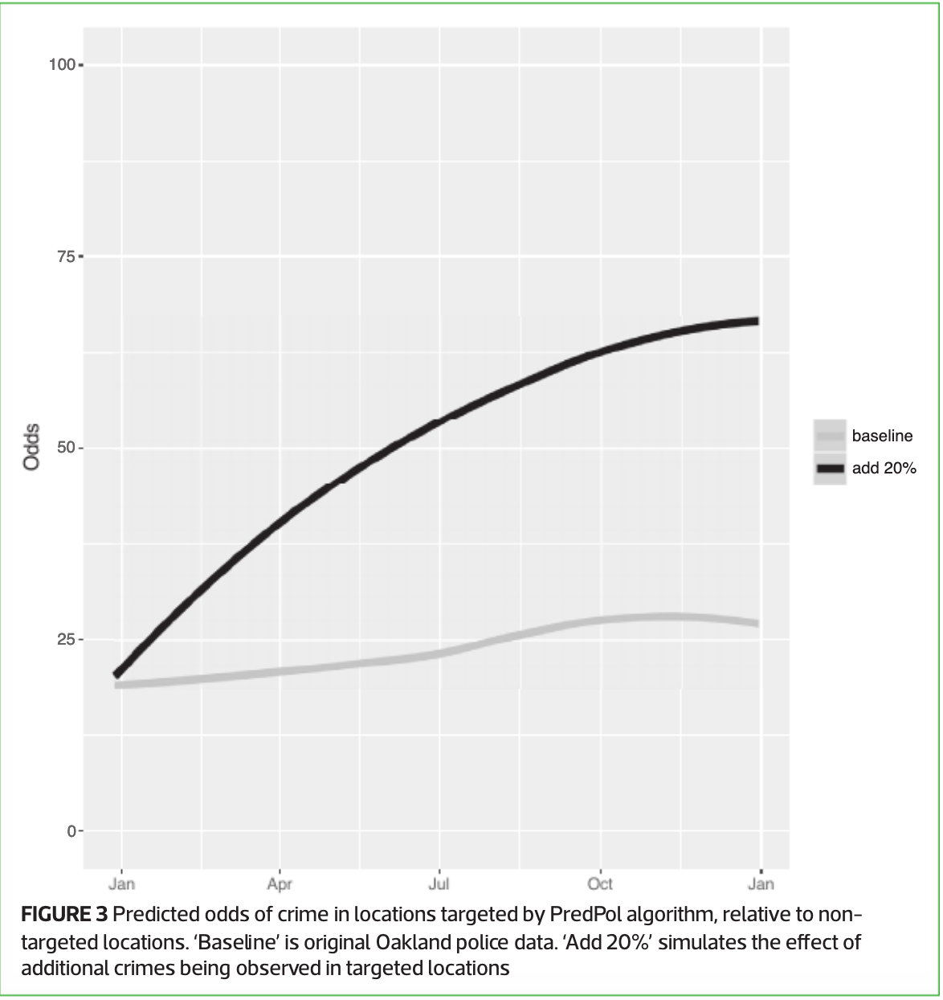 100
75
50
25
0
Odds
Jan
Apr
Jul
Oct
Jan
baseline
add 20%
FIGURE 3 Predicted odds of crime in locations targeted by PredPol algorithm, relative to non-
targeted locations. ‘Baseline’ is original Oakland police data. ‘Add 20%’ simulates the effect of
additional crimes being observed in targeted locations